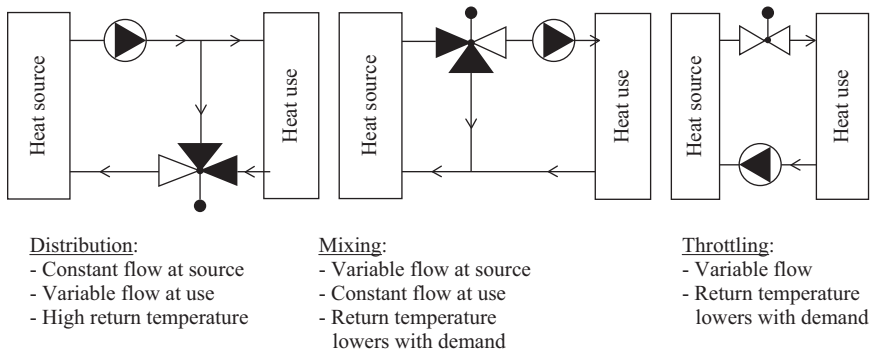 Heat source
Heat use
Heat source
Heat use
Heat source
Heat use
Distribution:
- Constant flow at source
- Variable flow at use
- High return temperature
Mixing:
- Variable flow at source
- Constant flow at use
- Return temperature
lowers with demand
Throttling:
- Variable flow
- Return temperature
lowers with demand